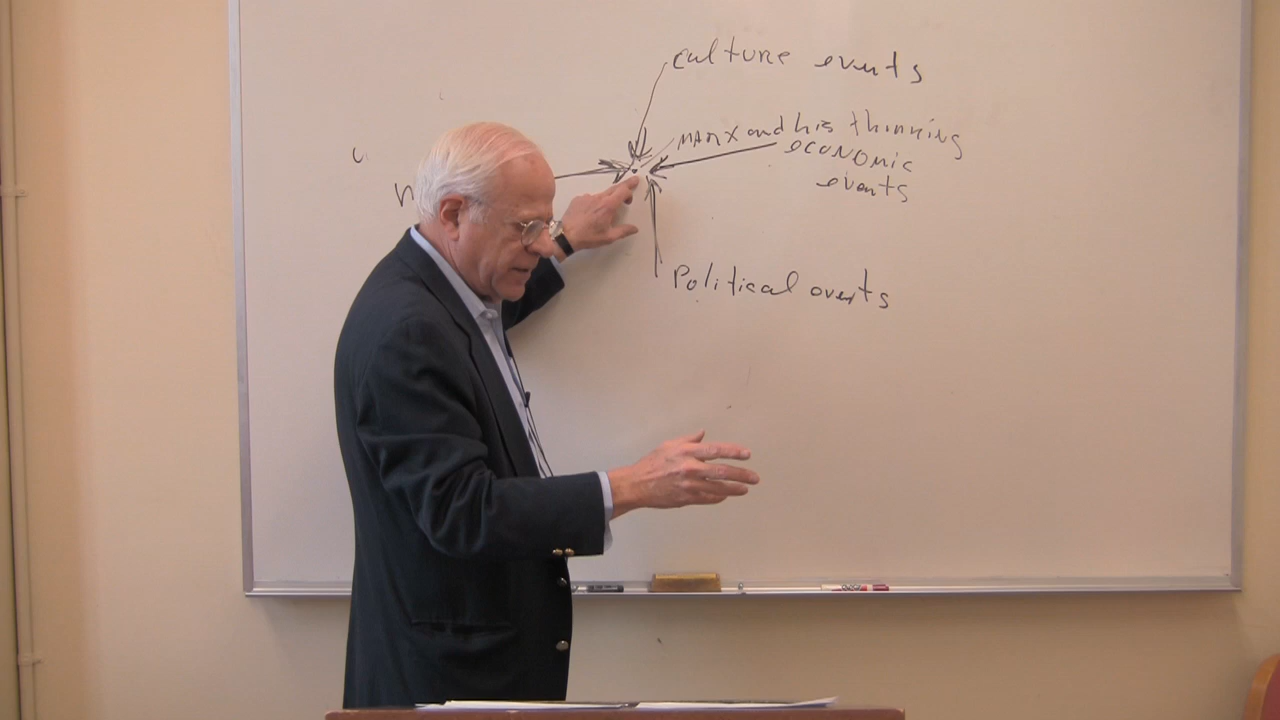 culture events
MARX and his thinking
economic
events
Political events